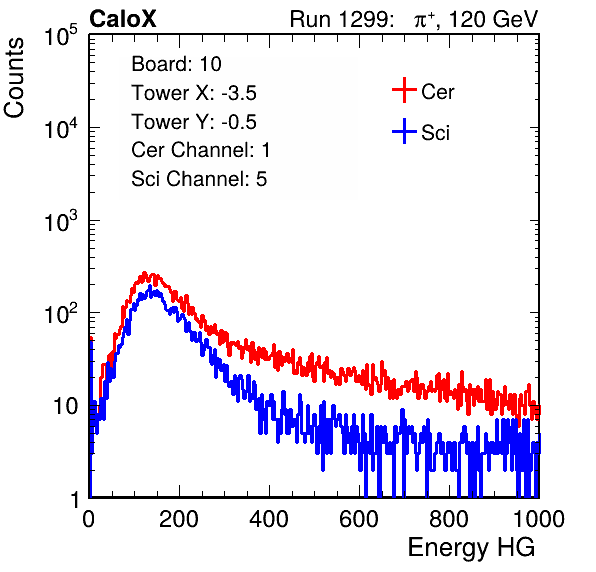 CaloX Run 1299: π⁺, 120 GeV
Counts
Board: 10
Tower X: -3.5
Tower Y: -0.5
Cer Channel: 1
Sci Channel: 5
Cer
Sci
10⁵
10⁴
10³
10²
10
1
0 200 400 600 800 1000
Energy HG